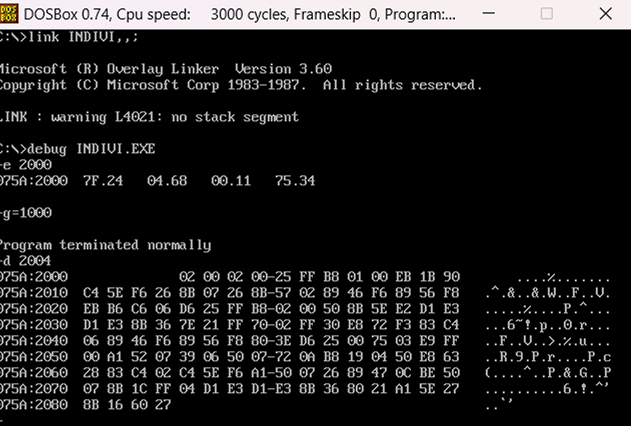 DOSBox 0.74, Cpu speed:    3000 cycles, Frameskip  0, Program:...
C:\>link INDIVI,,;
Microsoft (R) Overlay Linker  Version 3.60
Copyright (C) Microsoft Corp 1983-1987.  All rights reserved.
LINK : warning L4021: no stack segment
C:\>debug INDIVI.EXE
-e 2000
075A:2000  7F.24   04.68   00.11   75.34
-g=1000
Program terminated normally
-d 2004
075A:2000              02 00 02 00-25 FF B8 01 00 EB 1B 90       ....%.......
075A:2010  C4 5E F6 26 8B 07 26 8B-57 02 89 46 F6 89 56 F8   .^.&..&.W..F..V.
075A:2020  EB B6 C6 06 D6 25 FF B8-02 00 50 8B 5E E2 D1 E3   .....%....P.^...
075A:2030  D1 E3 8B 36 7E 21 FF 70-02 FF 30 E8 72 F3 83 C4   ...6~!.p..0.r...
075A:2040  06 89 46 F6 89 56 F8 80-3E D6 25 00 75 03 E9 FF   ..F..V..>.%.u...
075A:2050  00 A1 52 07 39 06 50 07-72 0A B8 19 04 50 E8 63   ..R.9.P.r....P.c
075A:2060  28 83 C4 02 C4 5E F6 A1-50 07 26 89 47 0C BE 50   (....^..P.&.G..P
075A:2070  07 8B 1C FF 04 D1 E3 D1-E3 8B 36 80 21 A1 5E 27   ..........6.!.^'
075A:2080  8B 16 60 27                                       ..`'
-